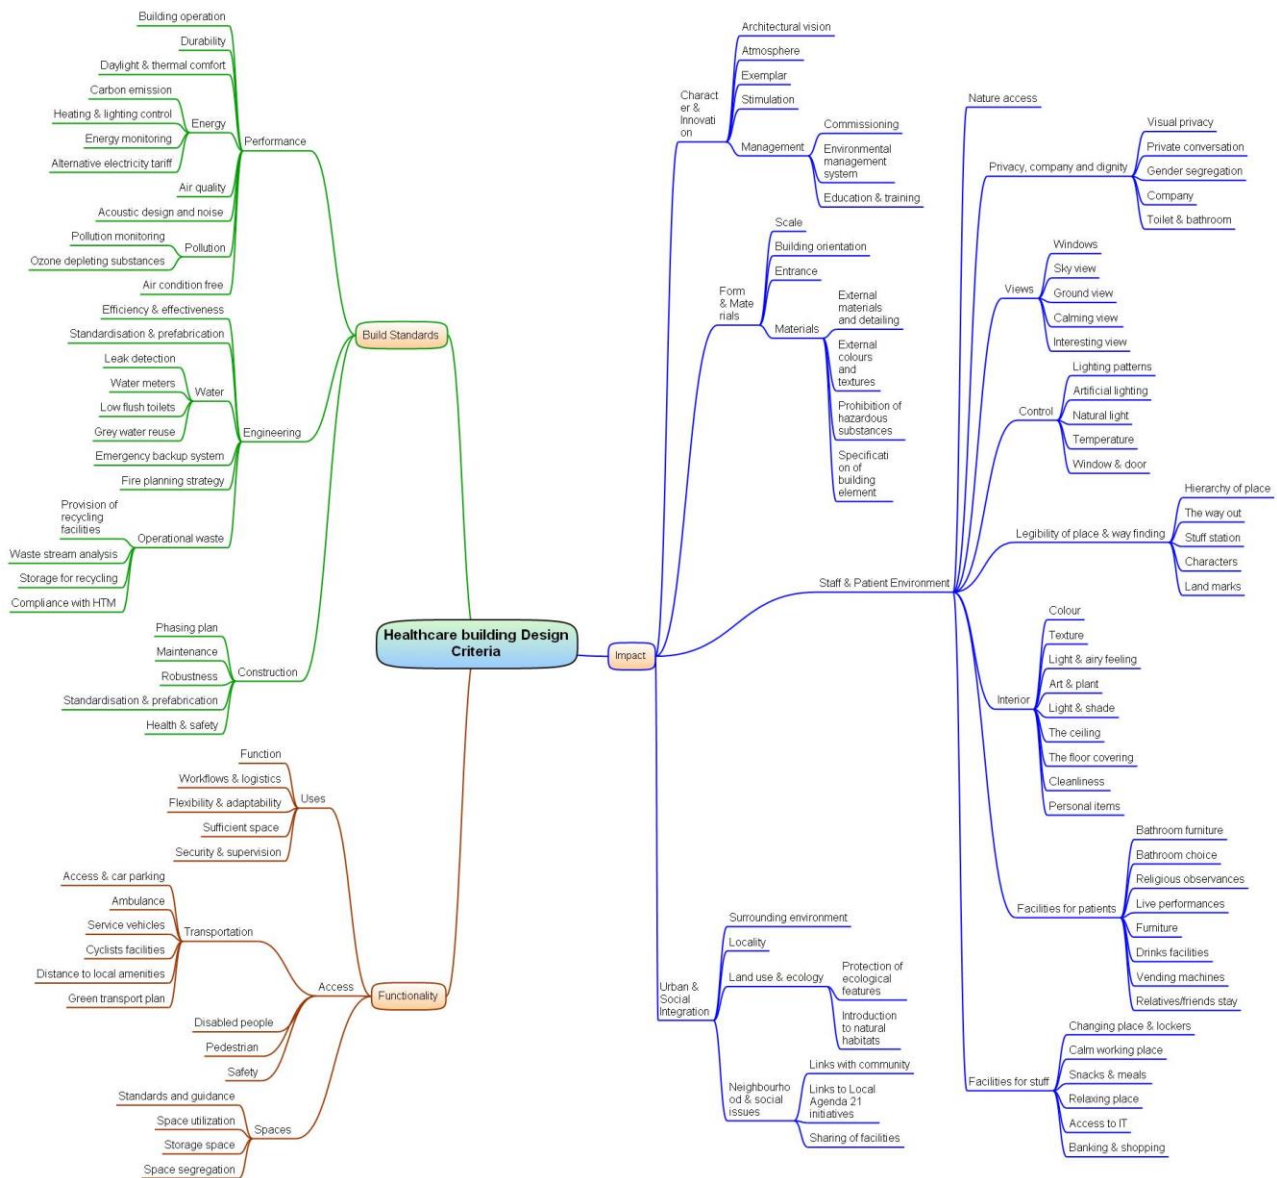 Building operation
Durability
Daylight & thermal comfort
Carbon emission
Heating & lighting control
Energy monitoring
Alternative electricity tariff
Energy
Air quality
Acoustic design and noise
Pollution monitoring
Ozone depleting substances
Pollution
Air condition free
Performance
Efficiency & effectiveness
Standardisation & prefabrication
Leak detection
Water meters
Low flush toilets
Grey water reuse
Water
Emergency backup system
Fire planning strategy
Provision of
recycling
facilities
Waste stream analysis
Storage for recycling
Compliance with HTM
Operational waste
Engineering
Phasing plan
Maintenance
Robustness
Standardisation & prefabrication
Health & safety
Construction
Build Standards
Healthcare building Design
Criteria
Function
Workflows & logistics
Flexibility & adaptability
Sufficient space
Security & supervision
Uses
Access & car parking
Ambulance
Service vehicles
Cyclists facilities
Distance to local amenities
Green transport plan
Transportation
Disabled people
Pedestrian
Safety
Access
Standards and guidance
Space utilization
Storage space
Space segregation
Spaces
Functionality
Impact
Charact
er &
Innovati
on
Architectural vision
Atmosphere
Exemplar
Stimulation
Management
Commissioning
Environmental
management
system
Education & training
Form
& Mate
rials
Scale
Building orientation
Entrance
Materials
External
materials
and detailing
External
colours
and
textures
Prohibition of
hazardous
substances
Specificati
on of
building
element
Staff & Patient Environment
Nature access
Privacy, company and dignity
Visual privacy
Private conversation
Gender segregation
Company
Toilet & bathroom
Views
Windows
Sky view
Ground view
Calming view
Interesting view
Control
Lighting patterns
Artificial lighting
Natural light
Temperature
Window & door
Legibility of place & way finding
Hierarchy of place
The way out
Stuff station
Characters
Land marks
Interior
Colour
Texture
Light & airy feeling
Art & plant
Light & shade
The ceiling
The floor covering
Cleanliness
Personal items
Facilities for patients
Bathroom furniture
Bathroom choice
Religious observances
Live performances
Furniture
Drinks facilities
Vending machines
Relatives/friends stay
Facilities for stuff
Changing place & lockers
Calm working place
Snacks & meals
Relaxing place
Access to IT
Banking & shopping
Urban &
Social
Integration
Surrounding environment
Locality
Land use & ecology
Protection of
ecological
features
Introduction
to natural
habitats
Neighbourho
od & social
issues
Links with community
Links to Local
Agenda 21
initiatives
Sharing of facilities